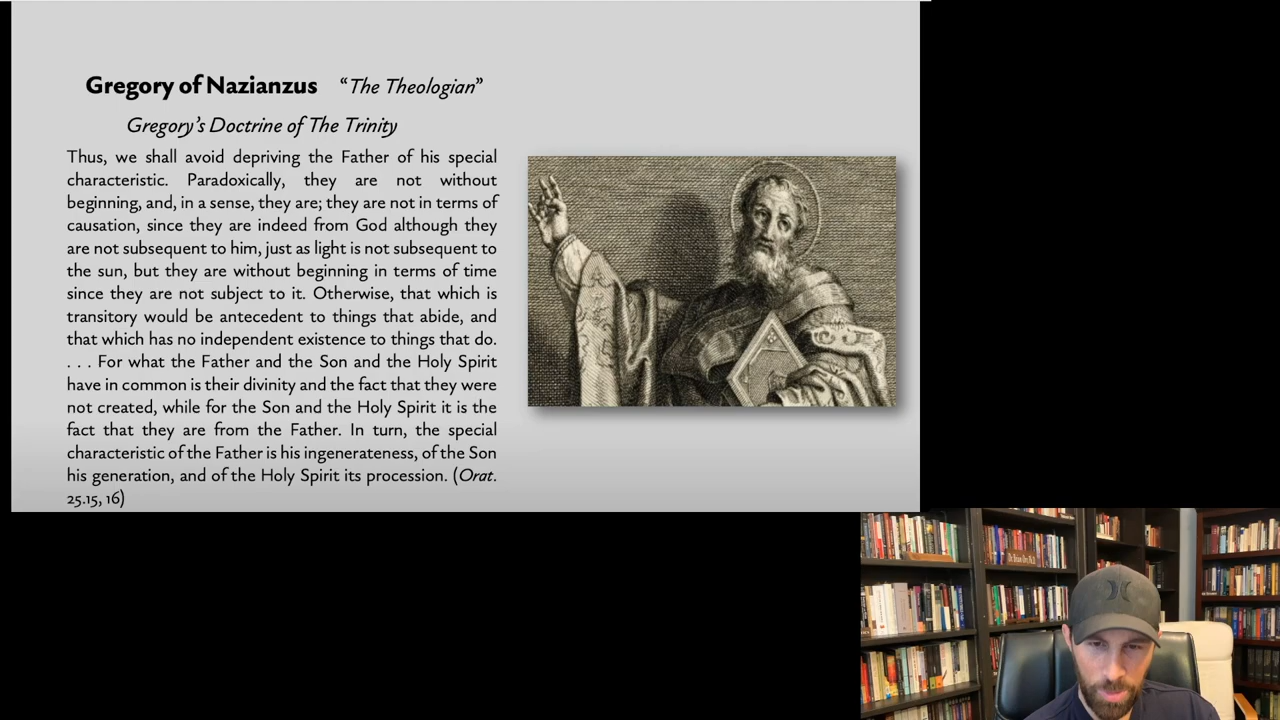 Gregory of Nazianzus “The Theologian”
Gregory’s Doctrine of The Trinity
Thus, we shall avoid depriving the Father of his special
characteristic. Paradoxically, they are not without
beginning, and, in a sense, they are; they are not in terms of
causation, since they are indeed from God although they
are not subsequent to him, just as light is not subsequent to
the sun, but they are without beginning in terms of time
since they are not subject to it. Otherwise, that which is
transitory would be antecedent to things that abide, and
that which has no independent existence to things that do.
. . . For what the Father and the Son and the Holy Spirit
have in common is their divinity and the fact that they were
not created, while for the Son and the Holy Spirit it is the
fact that they are from the Father. In turn, the special
characteristic of the Father is his ingenerateness, of the Son
his generation, and of the Holy Spirit its procession. (Orat.
25.15, 16)